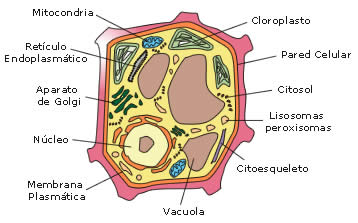 Mitocondria
Cloroplasto
Retículo
Endoplasmático
Pared Celular
Aparato
de Golgi
Citosol
Lisosomas
peroxisomas
Núcleo
Citoesqueleto
Membrana
Plasmática
Vacuola